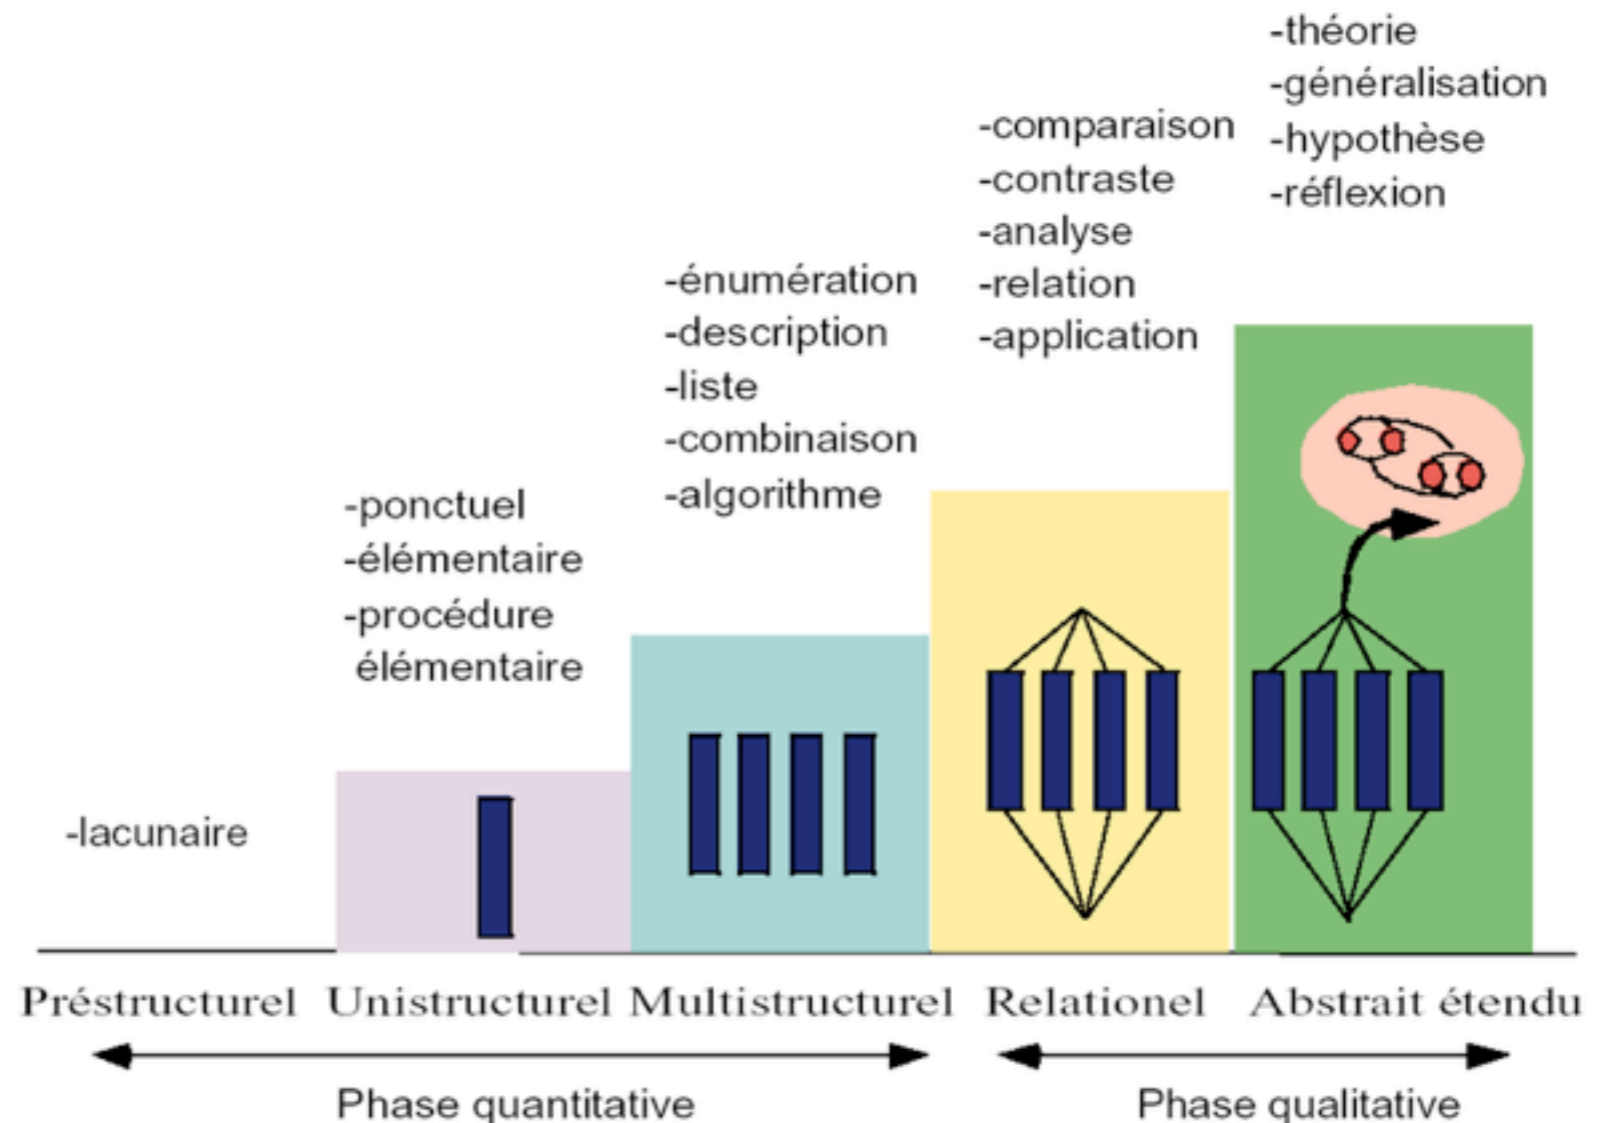 -théorie
-généralisation
-hypothèse
-réflexion
-comparaison
-contraste
-analyse
-relation
-application
-énumération
-description
-liste
-combinaison
-algorithme
-ponctuel
-élémentaire
-procédure
élémentaire
-lacunaire
Préstructurel Unistructurel Multistructurel Relationel Abstrait étendu
Phase quantitative Phase qualitative